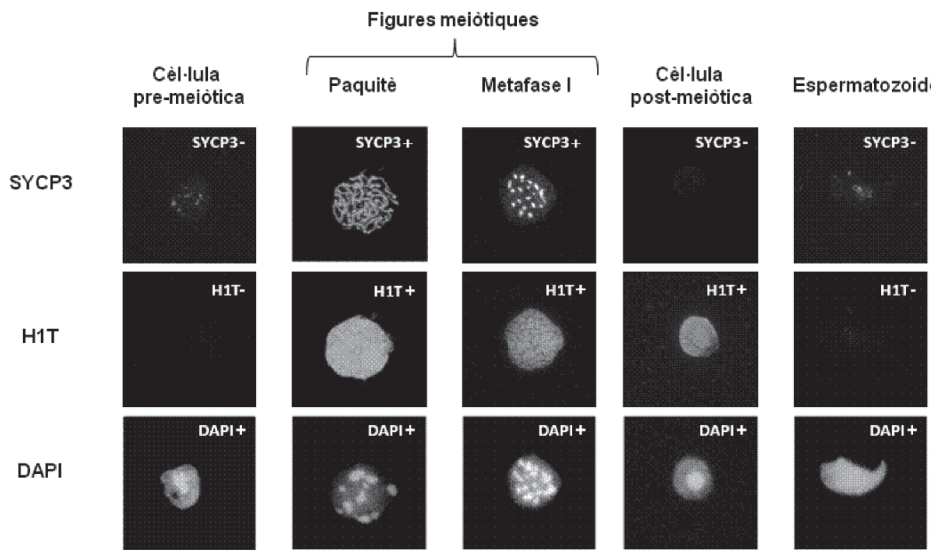 Figures meiòtiques
Cèl·lula
pre-meiòtica
Paquitè
Metafase I
Cèl·lula
post-meiòtica
Espermatozoide
SYCP3
SYCP3-
SYCP3+
SYCP3+
SYCP3-
SYCP3-
H1T
H1T-
H1T+
H1T+
H1T+
H1T-
DAPI
DAPI+
DAPI+
DAPI+
DAPI+
DAPI+